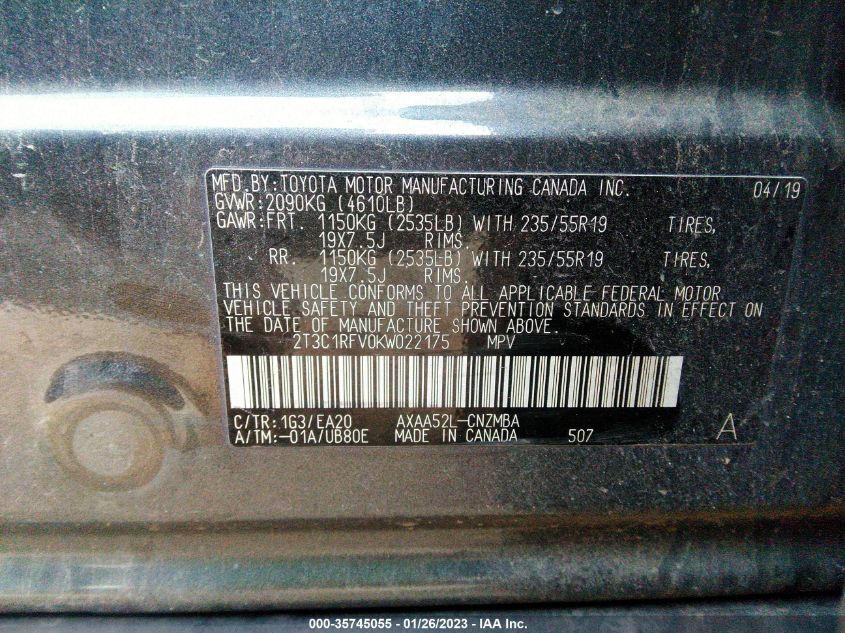 MFD.BY:TOYOTA MOTOR MANUFACTURING CANADA INC. 04/19
GVWR:2090KG (4610LB)
GAWR:FRT. 1150KG (2535LB) WITH 235/55R19 TIRES,
19X7.5J RIMS
RR. 1150KG (2535LB) WITH 235/55R19 TIRES,
19X7.5J RIMS.
THIS VEHICLE CONFORMS TO ALL APPLICABLE FEDERAL MOTOR
VEHICLE SAFETY AND THEFT PREVENTION STANDARDS IN EFFECT ON
THE DATE OF MANUFACTURE SHOWN ABOVE.
2T3C1RFV0KW022175 MPV
C/TR:1G3/EA20 AXAA52L-CNZMBA
A/TM:-01A/UB80E MADE IN CANADA 507 A
000-35745055 - 01/26/2023 - © IAA Inc.